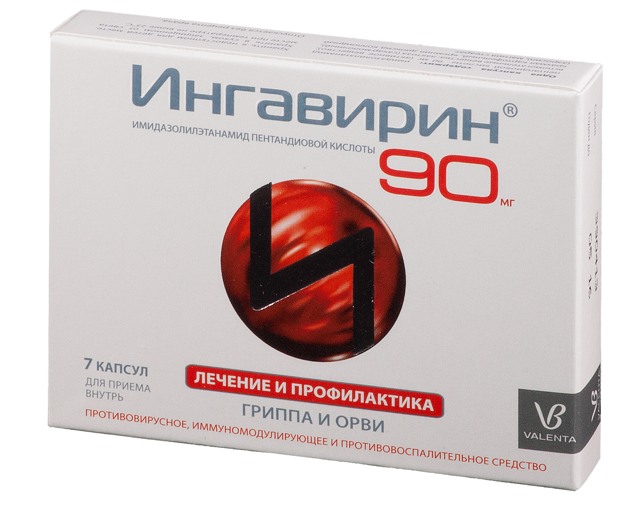 Ингавирин®
ИМИДАЗОЛИЛЭТАНАМИД ПЕНТАНДИОВОЙ КИСЛОТЫ
90 МГ
И
7 КАПСУЛ
ДЛЯ ПРИЕМА
ВНУТРЬ
ЛЕЧЕНИЕ И ПРОФИЛАКТИКА
ГРИППА И ОРВИ
ПРОТИВОВИРУСНОЕ, ИММУНОМОДУЛИРУЮЩЕЕ И ПРОТИВОВОСПАЛИТЕЛЬНОЕ СРЕДСТВО
VALENTA